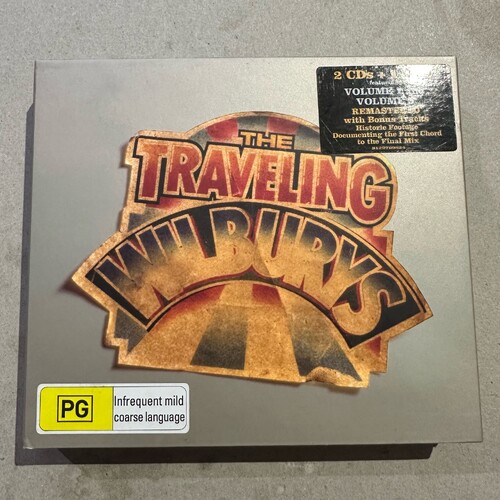 2 CDs +
VOLUME
VOLUME
REMASTERED
with Bonus Tracks
Historic Footage
Documenting the First Chord
to the Final Mix
THE
TRAVELING
WILBURYS
PG
Infrequent mild
coarse language